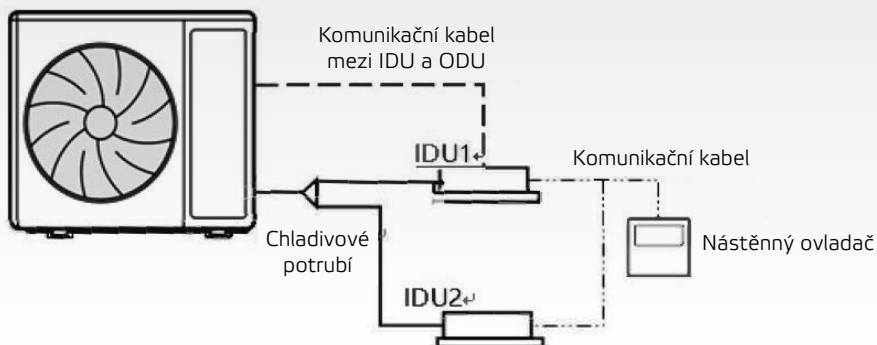 Komunikační kabel
mezi IDU a ODU
IDU1↵
Komunikační kabel
Chladivové
potrubí
Nástěnný ovladač
IDU2↵